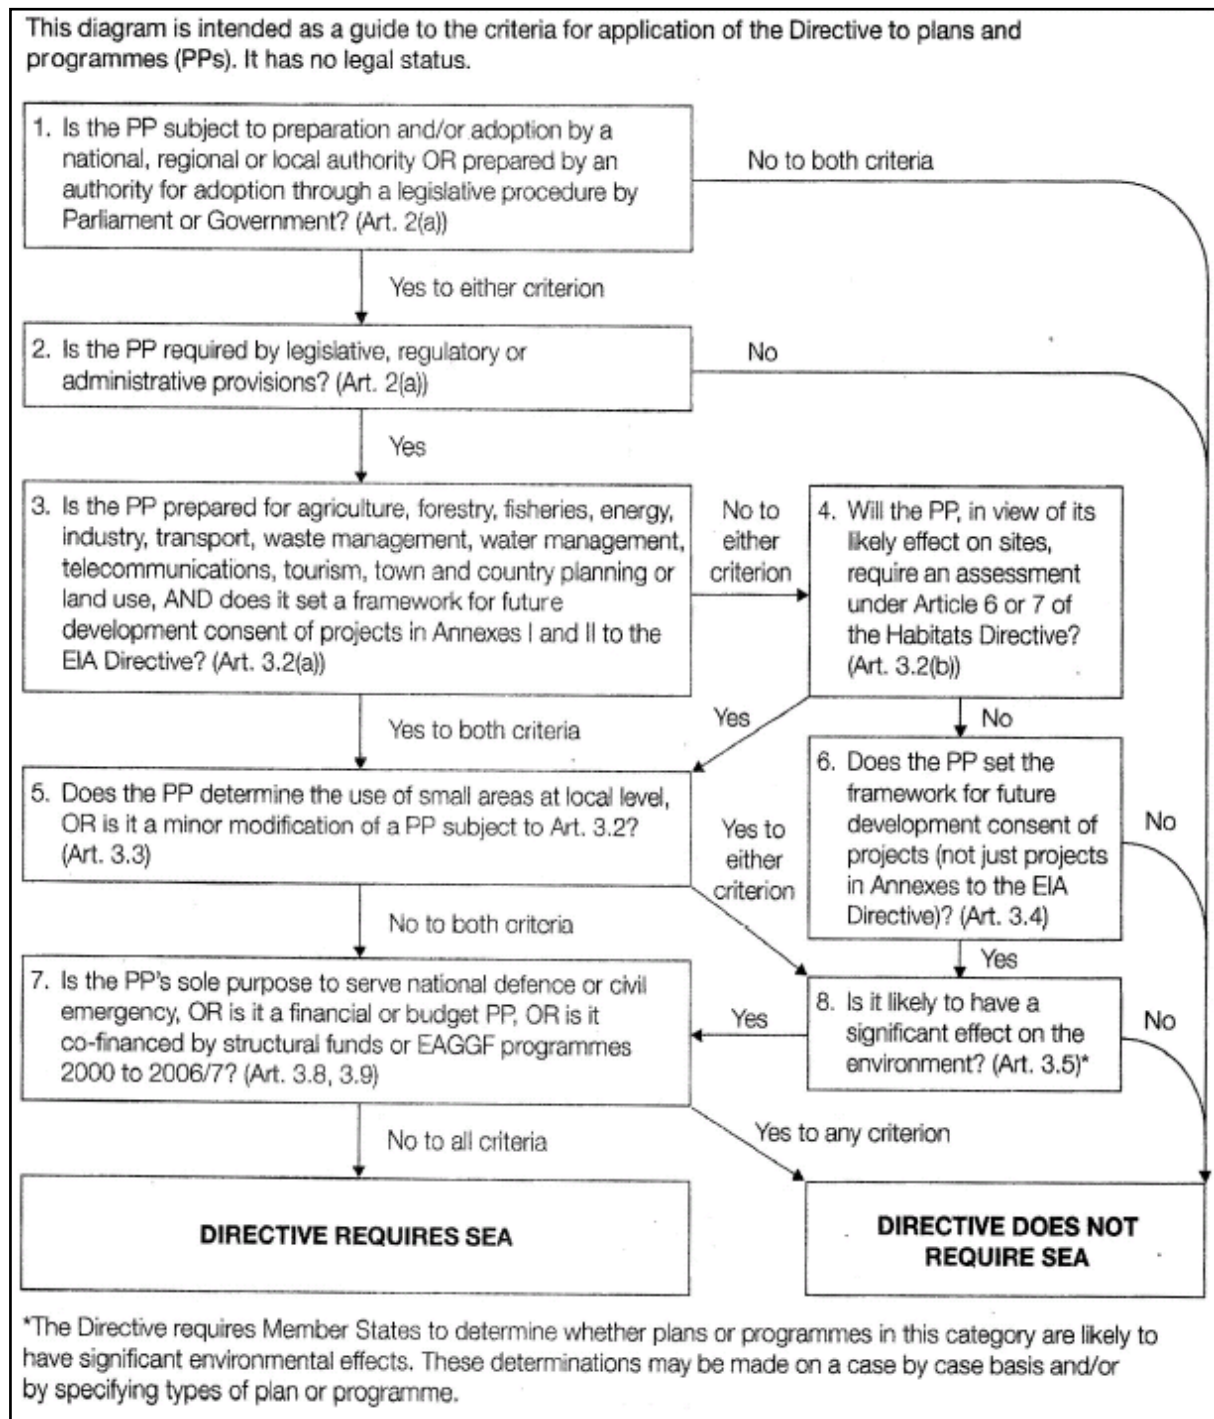 This diagram is intended as a guide to the criteria for application of the Directive to plans and
programmes (PPs). It has no legal status.
1. Is the PP subject to preparation and/or adoption by a
national, regional or local authority OR prepared by an
authority for adoption through a legislative procedure by
Parliament or Government? (Art. 2(a))
No to both criteria
Yes to either criterion
2. Is the PP required by legislative, regulatory or
administrative provisions? (Art. 2(a))
No
Yes
3. Is the PP prepared for agriculture, forestry, fisheries, energy,
industry, transport, waste management, water management,
telecommunications, tourism, town and country planning or
land use, AND does it set a framework for future
development consent of projects in Annexes I and II to the
EIA Directive? (Art. 3.2(a))
No to
either
criterion
4. Will the PP, in view of its
likely effect on sites,
require an assessment
under Article 6 or 7 of
the Habitats Directive?
(Art. 3.2(b))
Yes to both criteria
Yes
No
5. Does the PP determine the use of small areas at local level,
OR is it a minor modification of a PP subject to Art. 3.2?
(Art. 3.3)
Yes to
either
criterion
6. Does the PP set the
framework for future
development consent of
projects (not just projects
in Annexes to the EIA
Directive)? (Art. 3.4)
No
No to both criteria
Yes
7. Is the PP's sole purpose to serve national defence or civil
emergency, OR is it a financial or budget PP, OR is it
co-financed by structural funds or EAGGF programmes
2000 to 2006/7? (Art. 3.8, 3.9)
Yes
8. Is it likely to have a
significant effect on the
environment? (Art. 3.5)*
No
No to all criteria
Yes to any criterion
DIRECTIVE REQUIRES SEA
DIRECTIVE DOES NOT
REQUIRE SEA
*The Directive requires Member States to determine whether plans or programmes in this category are likely to
have significant environmental effects. These determinations may be made on a case by case basis and/or
by specifying types of plan or programme.